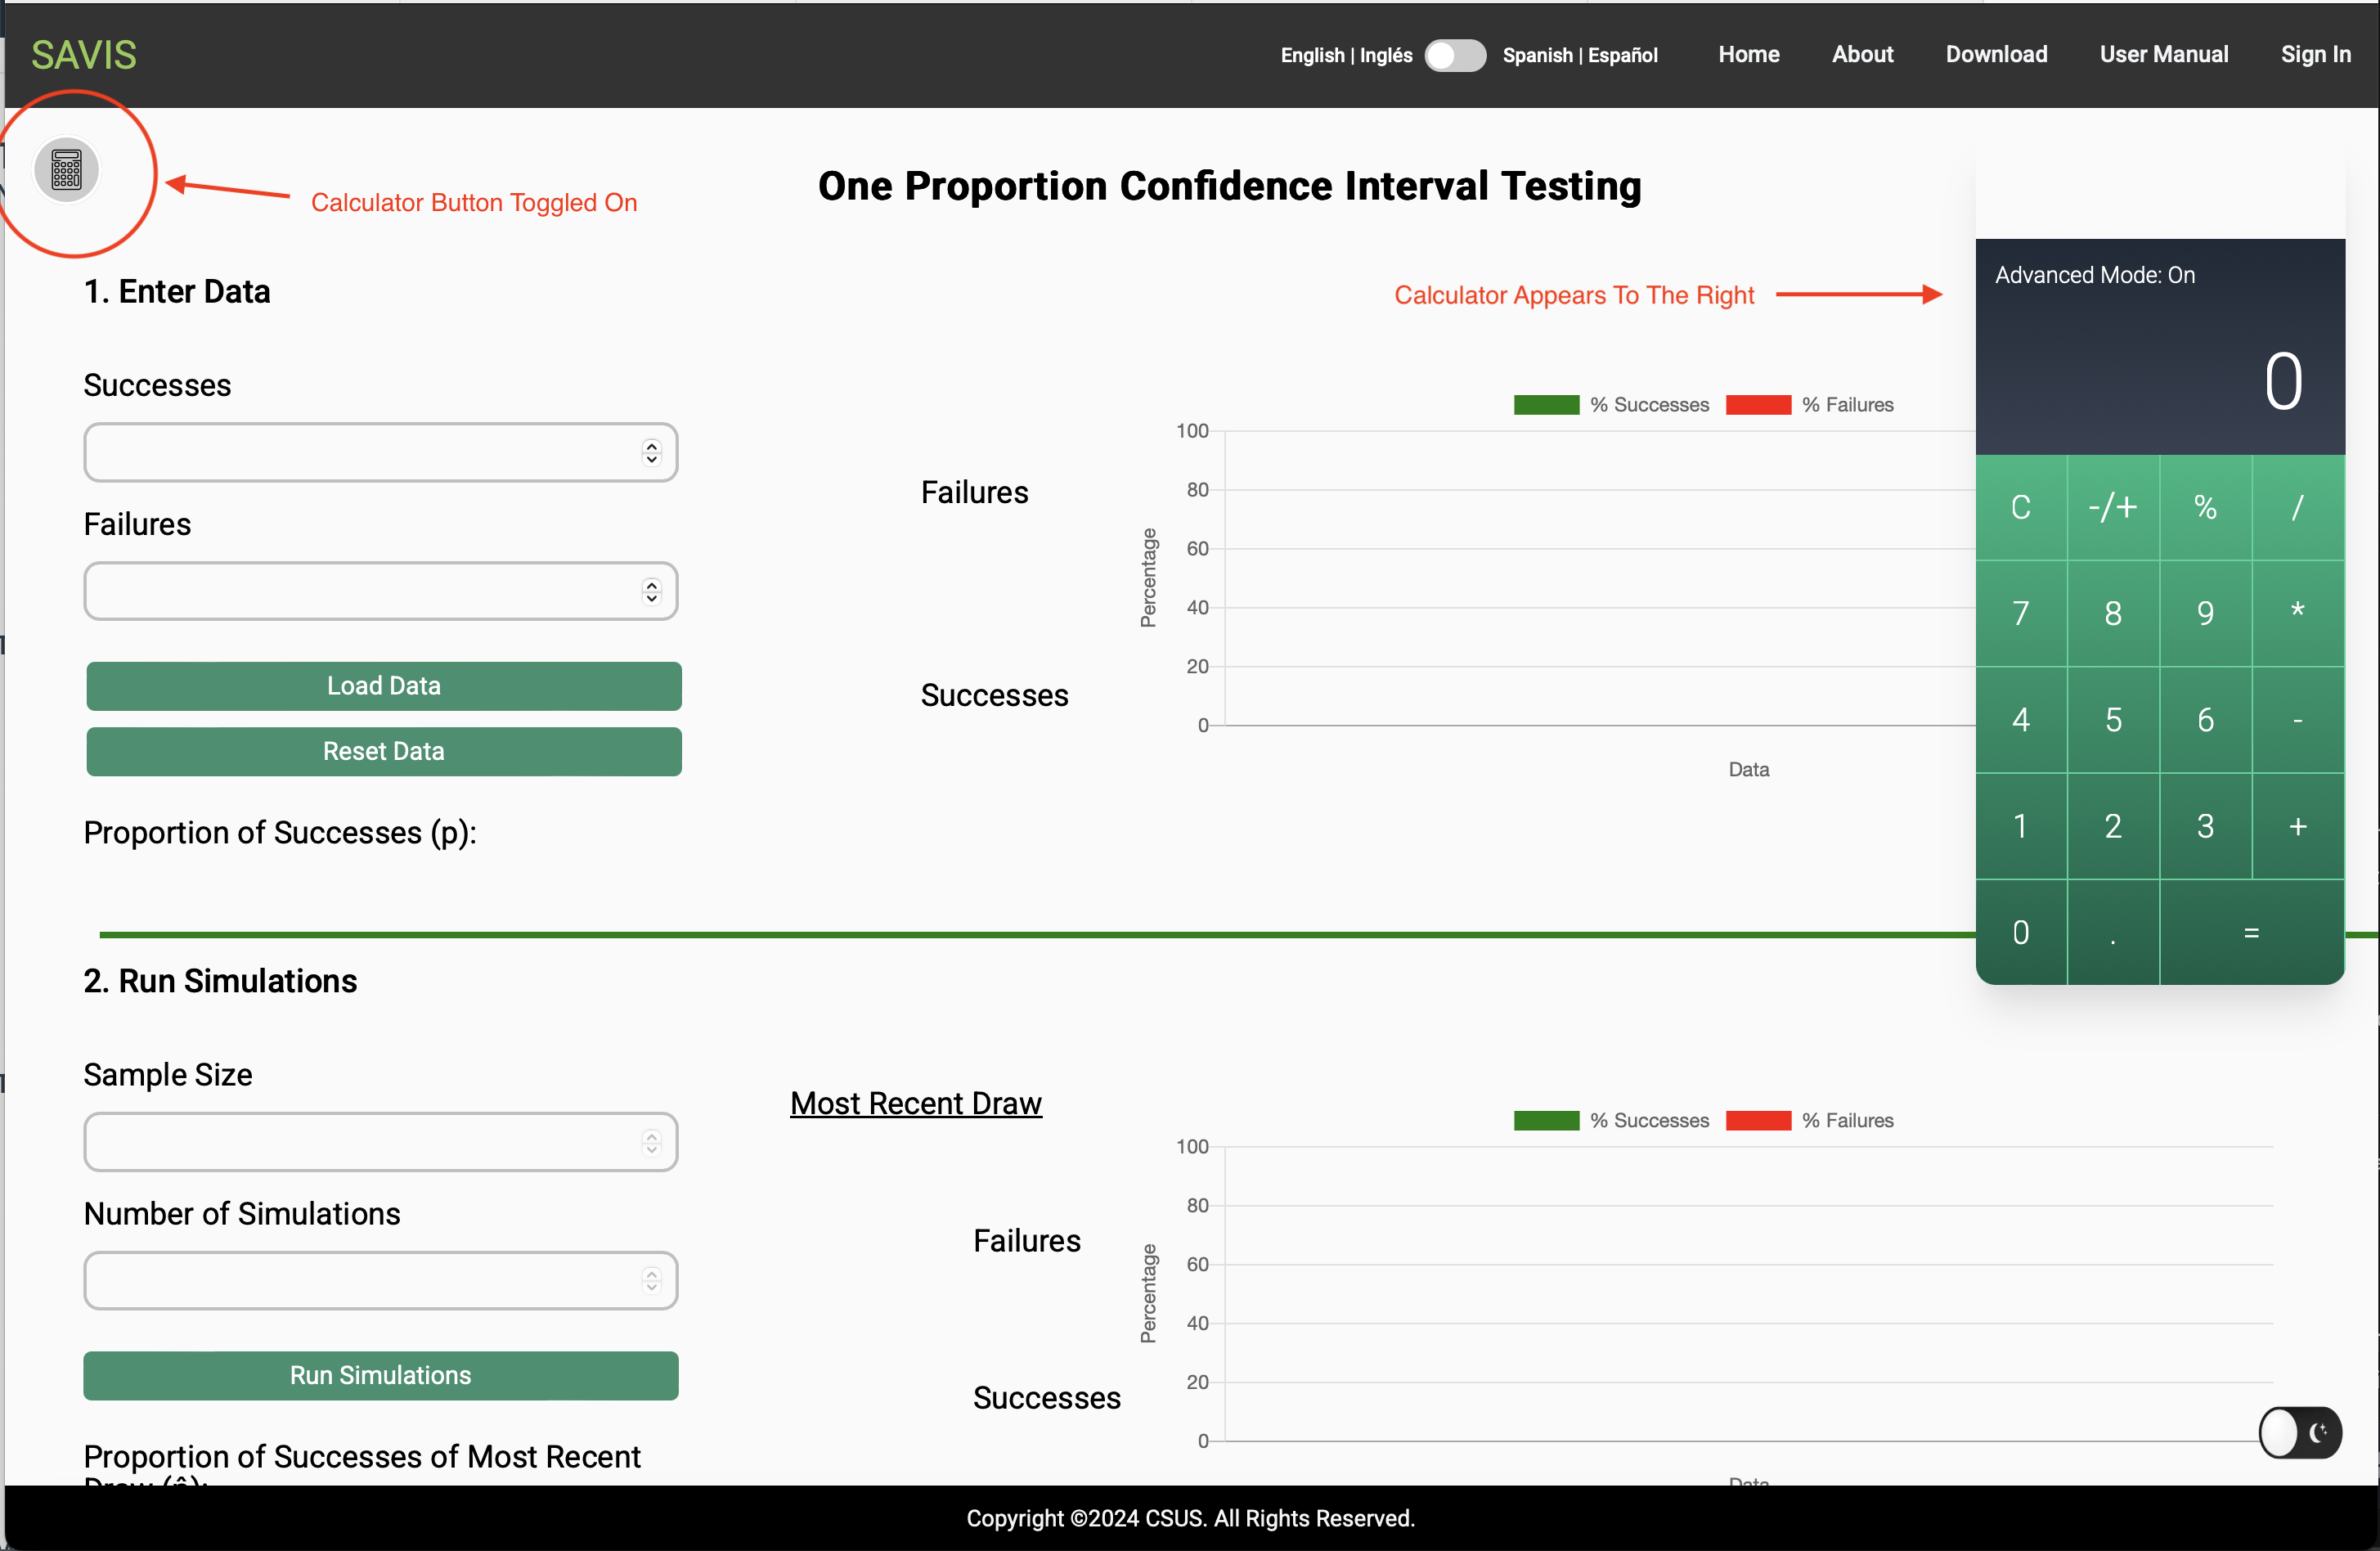 SAVIS
English | Inglés
Spanish | Español
Home
About
Download
User Manual
Sign In
Calculator Button Toggled On
One Proportion Confidence Interval Testing
1. Enter Data
Calculator Appears To The Right
Advanced Mode: On
0
Successes
Failures
Load Data
Reset Data
Proportion of Successes (p):
Failures
Successes
% Successes
% Failures
100
80
60
40
20
0
Percentage
Data
C -/+ % /
7 8 9 *
4 5 6 -
1 2 3 +
0 . =
2. Run Simulations
Sample Size
Number of Simulations
Run Simulations
Proportion of Successes of Most Recent
Draw (p̂):
Most Recent Draw
Failures
Successes
% Successes
% Failures
100
80
60
40
20
0
Percentage
Data
Copyright ©2024 CSUS. All Rights Reserved.